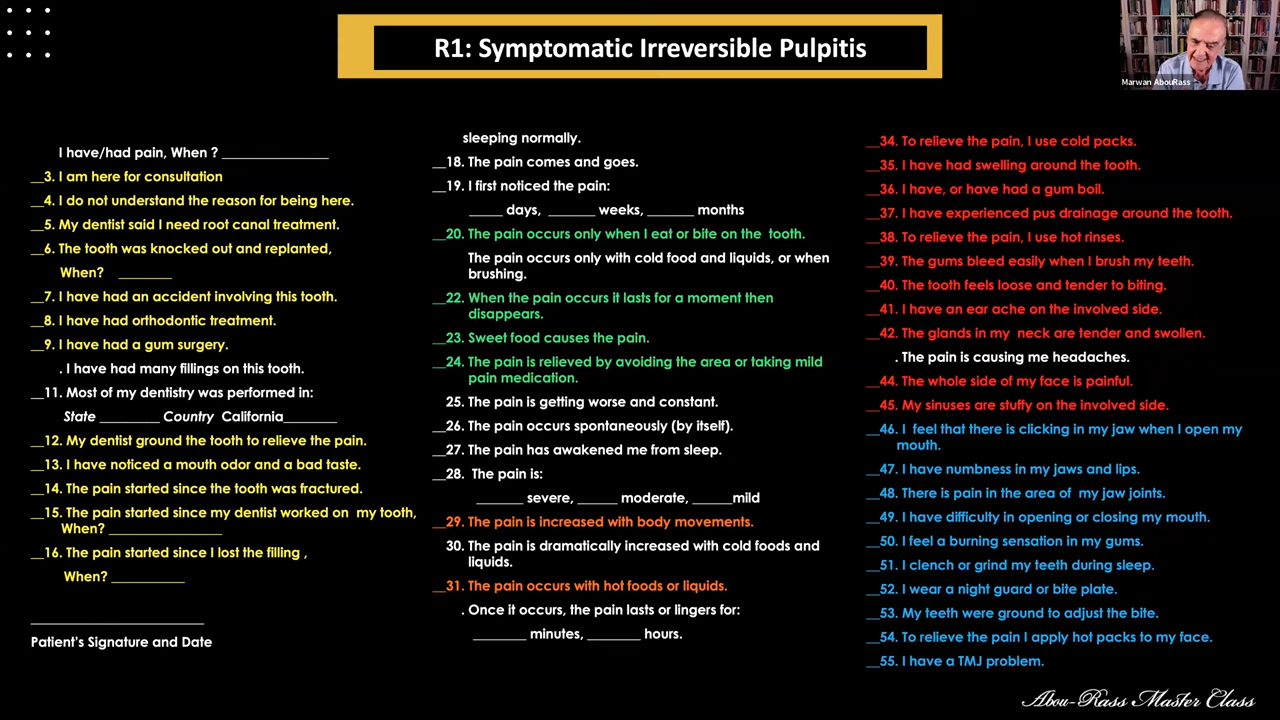 R1: Symptomatic Irreversible Pulpitis
Marwan AbouRass
I have/had pain, When ? _______________
__3. I am here for consultation
__4. I do not understand the reason for being here.
__5. My dentist said I need root canal treatment.
__6. The tooth was knocked out and replanted,
When? ________
__7. I have had an accident involving this tooth.
__8. I have had orthodontic treatment.
__9. I have had a gum surgery.
. I have had many fillings on this tooth.
__11. Most of my dentistry was performed in:
State _________ Country California________
__12. My dentist ground the tooth to relieve the pain.
__13. I have noticed a mouth odor and a bad taste.
__14. The pain started since the tooth was fractured.
__15. The pain started since my dentist worked on my tooth,
When? _________________
__16. The pain started since I lost the filling ,
When? ___________
__________________________
Patient's Signature and Date
sleeping normally.
__18. The pain comes and goes.
__19. I first noticed the pain:
_____ days, _______ weeks, _______ months
__20. The pain occurs only when I eat or bite on the tooth.
The pain occurs only with cold food and liquids, or when
brushing.
__22. When the pain occurs it lasts for a moment then
disappears.
__23. Sweet food causes the pain.
__24. The pain is relieved by avoiding the area or taking mild
pain medication.
25. The pain is getting worse and constant.
__26. The pain occurs spontaneously (by itself).
__27. The pain has awakened me from sleep.
__28. The pain is:
_______ severe, ______ moderate, ______mild
__29. The pain is increased with body movements.
30. The pain is dramatically increased with cold foods and
liquids.
__31. The pain occurs with hot foods or liquids.
. Once it occurs, the pain lasts or lingers for:
________ minutes, ________ hours.
__34. To relieve the pain, I use cold packs.
__35. I have had swelling around the tooth.
__36. I have, or have had a gum boil.
__37. I have experienced pus drainage around the tooth.
__38. To relieve the pain, I use hot rinses.
__39. The gums bleed easily when I brush my teeth.
__40. The tooth feels loose and tender to biting.
__41. I have an ear ache on the involved side.
__42. The glands in my neck are tender and swollen.
. The pain is causing me headaches.
__44. The whole side of my face is painful.
__45. My sinuses are stuffy on the involved side.
__46. I feel that there is clicking in my jaw when I open my
mouth.
__47. I have numbness in my jaws and lips.
__48. There is pain in the area of my jaw joints.
__49. I have difficulty in opening or closing my mouth.
__50. I feel a burning sensation in my gums.
__51. I clench or grind my teeth during sleep.
__52. I wear a night guard or bite plate.
__53. My teeth were ground to adjust the bite.
__54. To relieve the pain I apply hot packs to my face.
__55. I have a TMJ problem.
Abou-Rass Master Class